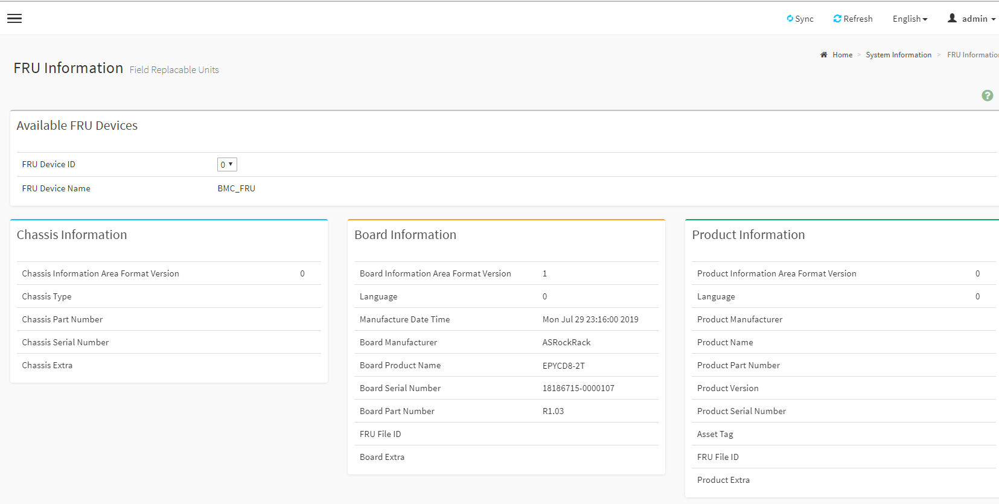 Sync Refresh English admin
Home > System Information > FRU Informatio
FRU Information Field Replacable Units
?
Available FRU Devices
FRU Device ID 0
FRU Device Name BMC_FRU
Chassis Information
Chassis Information Area Format Version 0
Chassis Type
Chassis Part Number
Chassis Serial Number
Chassis Extra
Board Information
Board Information Area Format Version 1
Language 0
Manufacture Date Time Mon Jul 29 23:16:00 2019
Board Manufacturer ASRockRack
Board Product Name EPYCD8-2T
Board Serial Number 18186715-0000107
Board Part Number R1.03
FRU File ID
Board Extra
Product Information
Product Information Area Format Version 0
Language 0
Product Manufacturer
Product Name
Product Part Number
Product Version
Product Serial Number
Asset Tag
FRU File ID
Product Extra